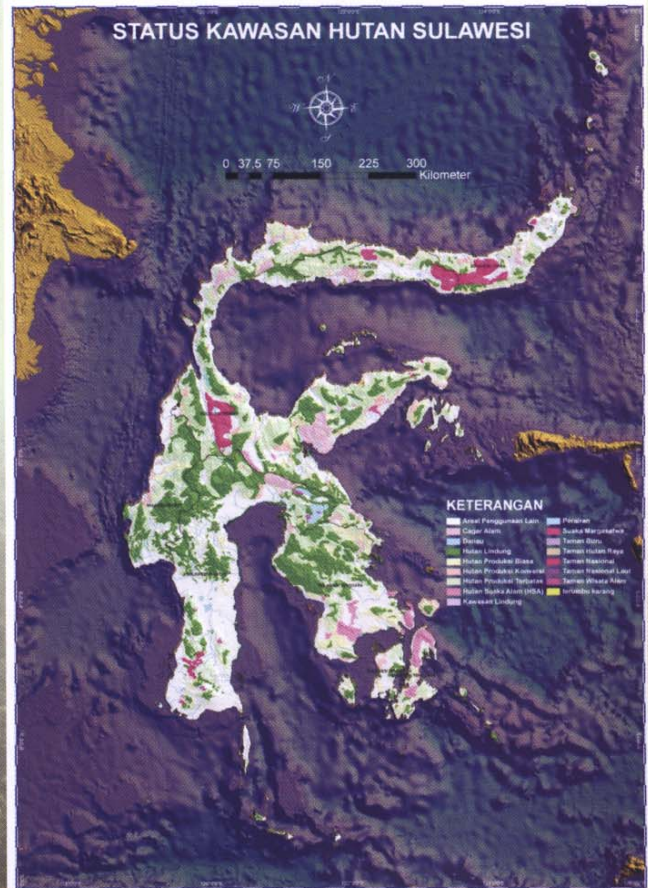 STATUS KAWASAN HUTAN SULAWESI
0 37.5 75 150 225 300
Kilometer
KETERANGAN
Areal Penggunaan Lain
Cagar Alam
Danau
Hutan Lindung
Hutan Produksi Biasa
Hutan Produksi Konversi
Hutan Produksi Terbatas
Hutan Suaka Alam (HSA)
Kawasan Lindung
Perairan
Suaka Margasatwa
Taman Buru
Taman Hutan Raya
Taman Nasional
Taman Nasional Laut
Taman Wisata Alam
terumbu karang